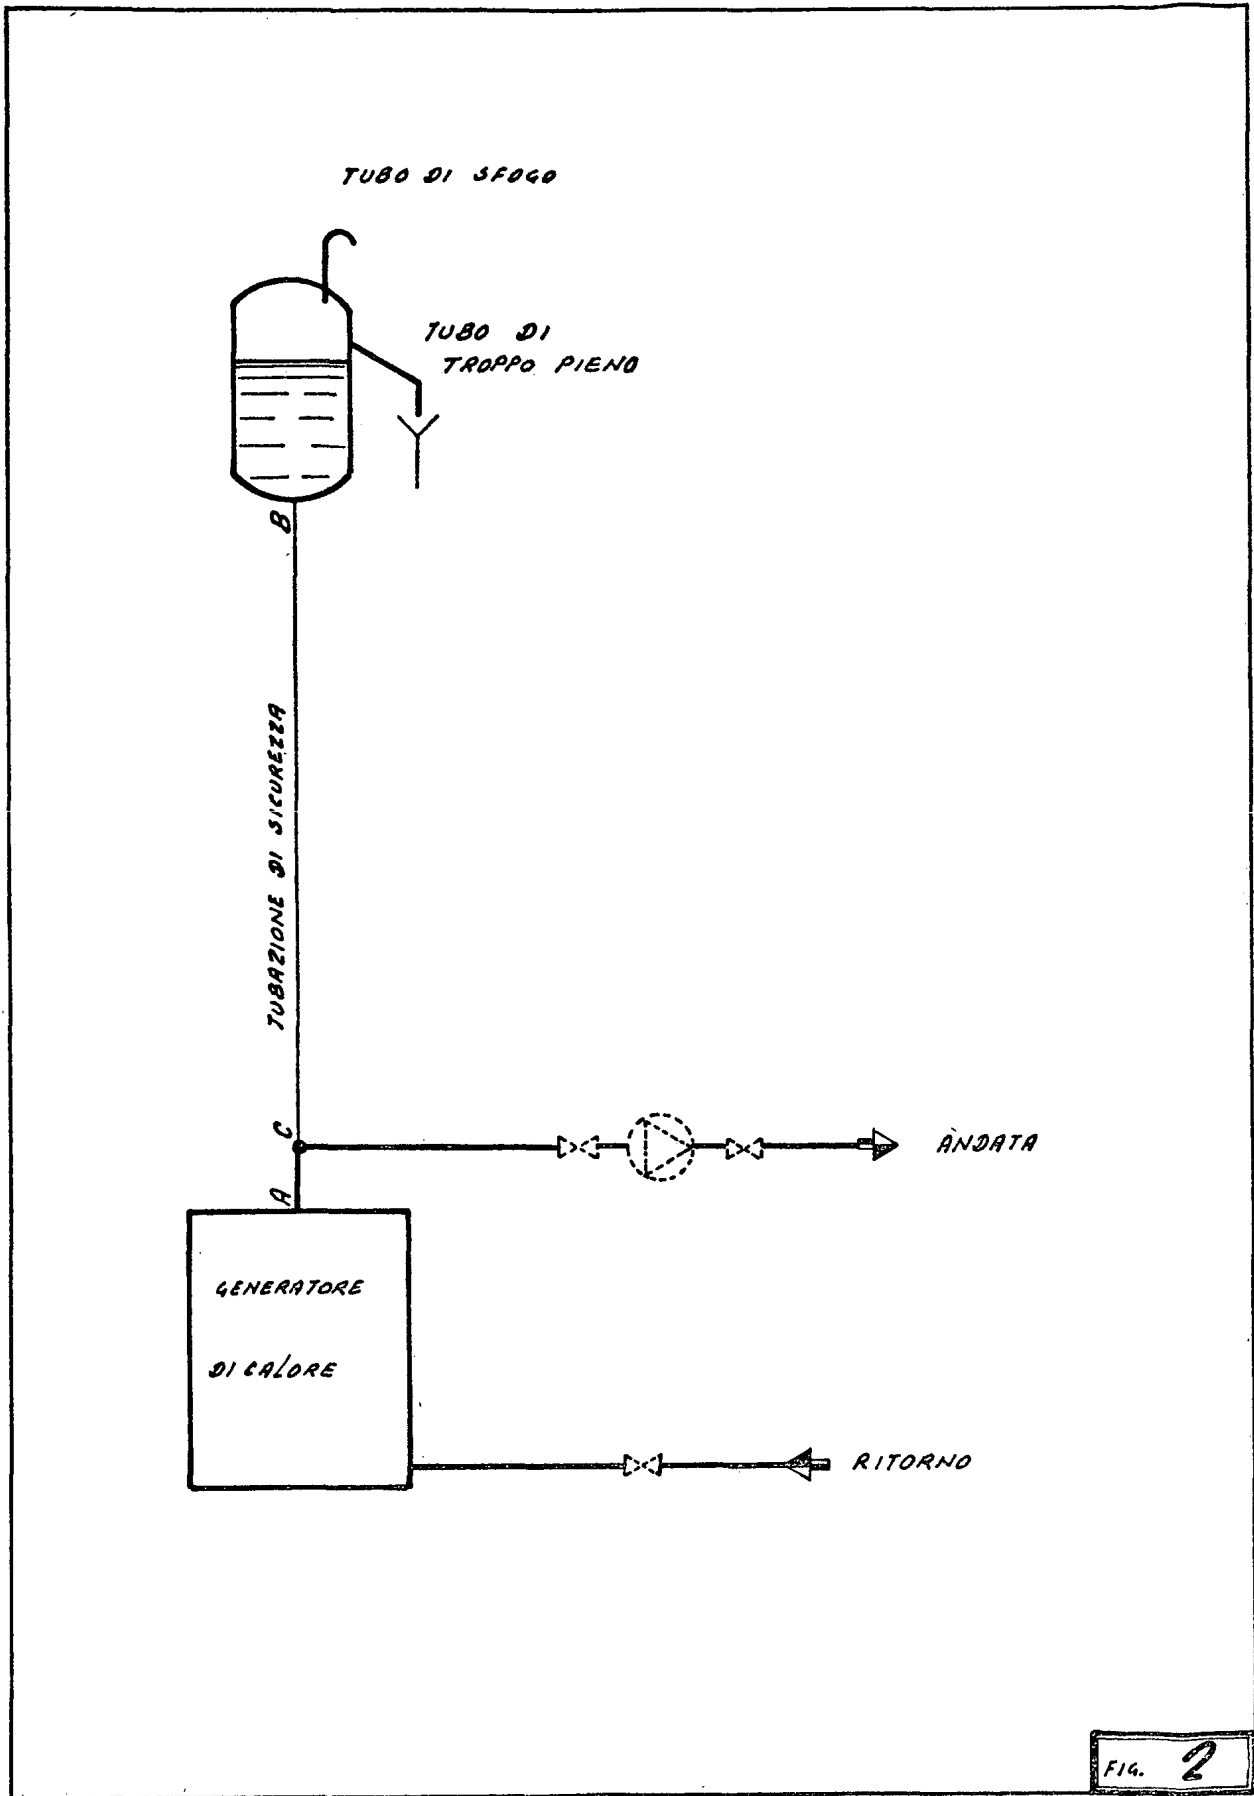 TUBO DI SFOGO
TUBO DI
TROPPO PIENO
B
TUBAZIONE DI SICUREZZA
C
ANDATA
A
GENERATORE
DI CALORE
RITORNO
FIG. 2